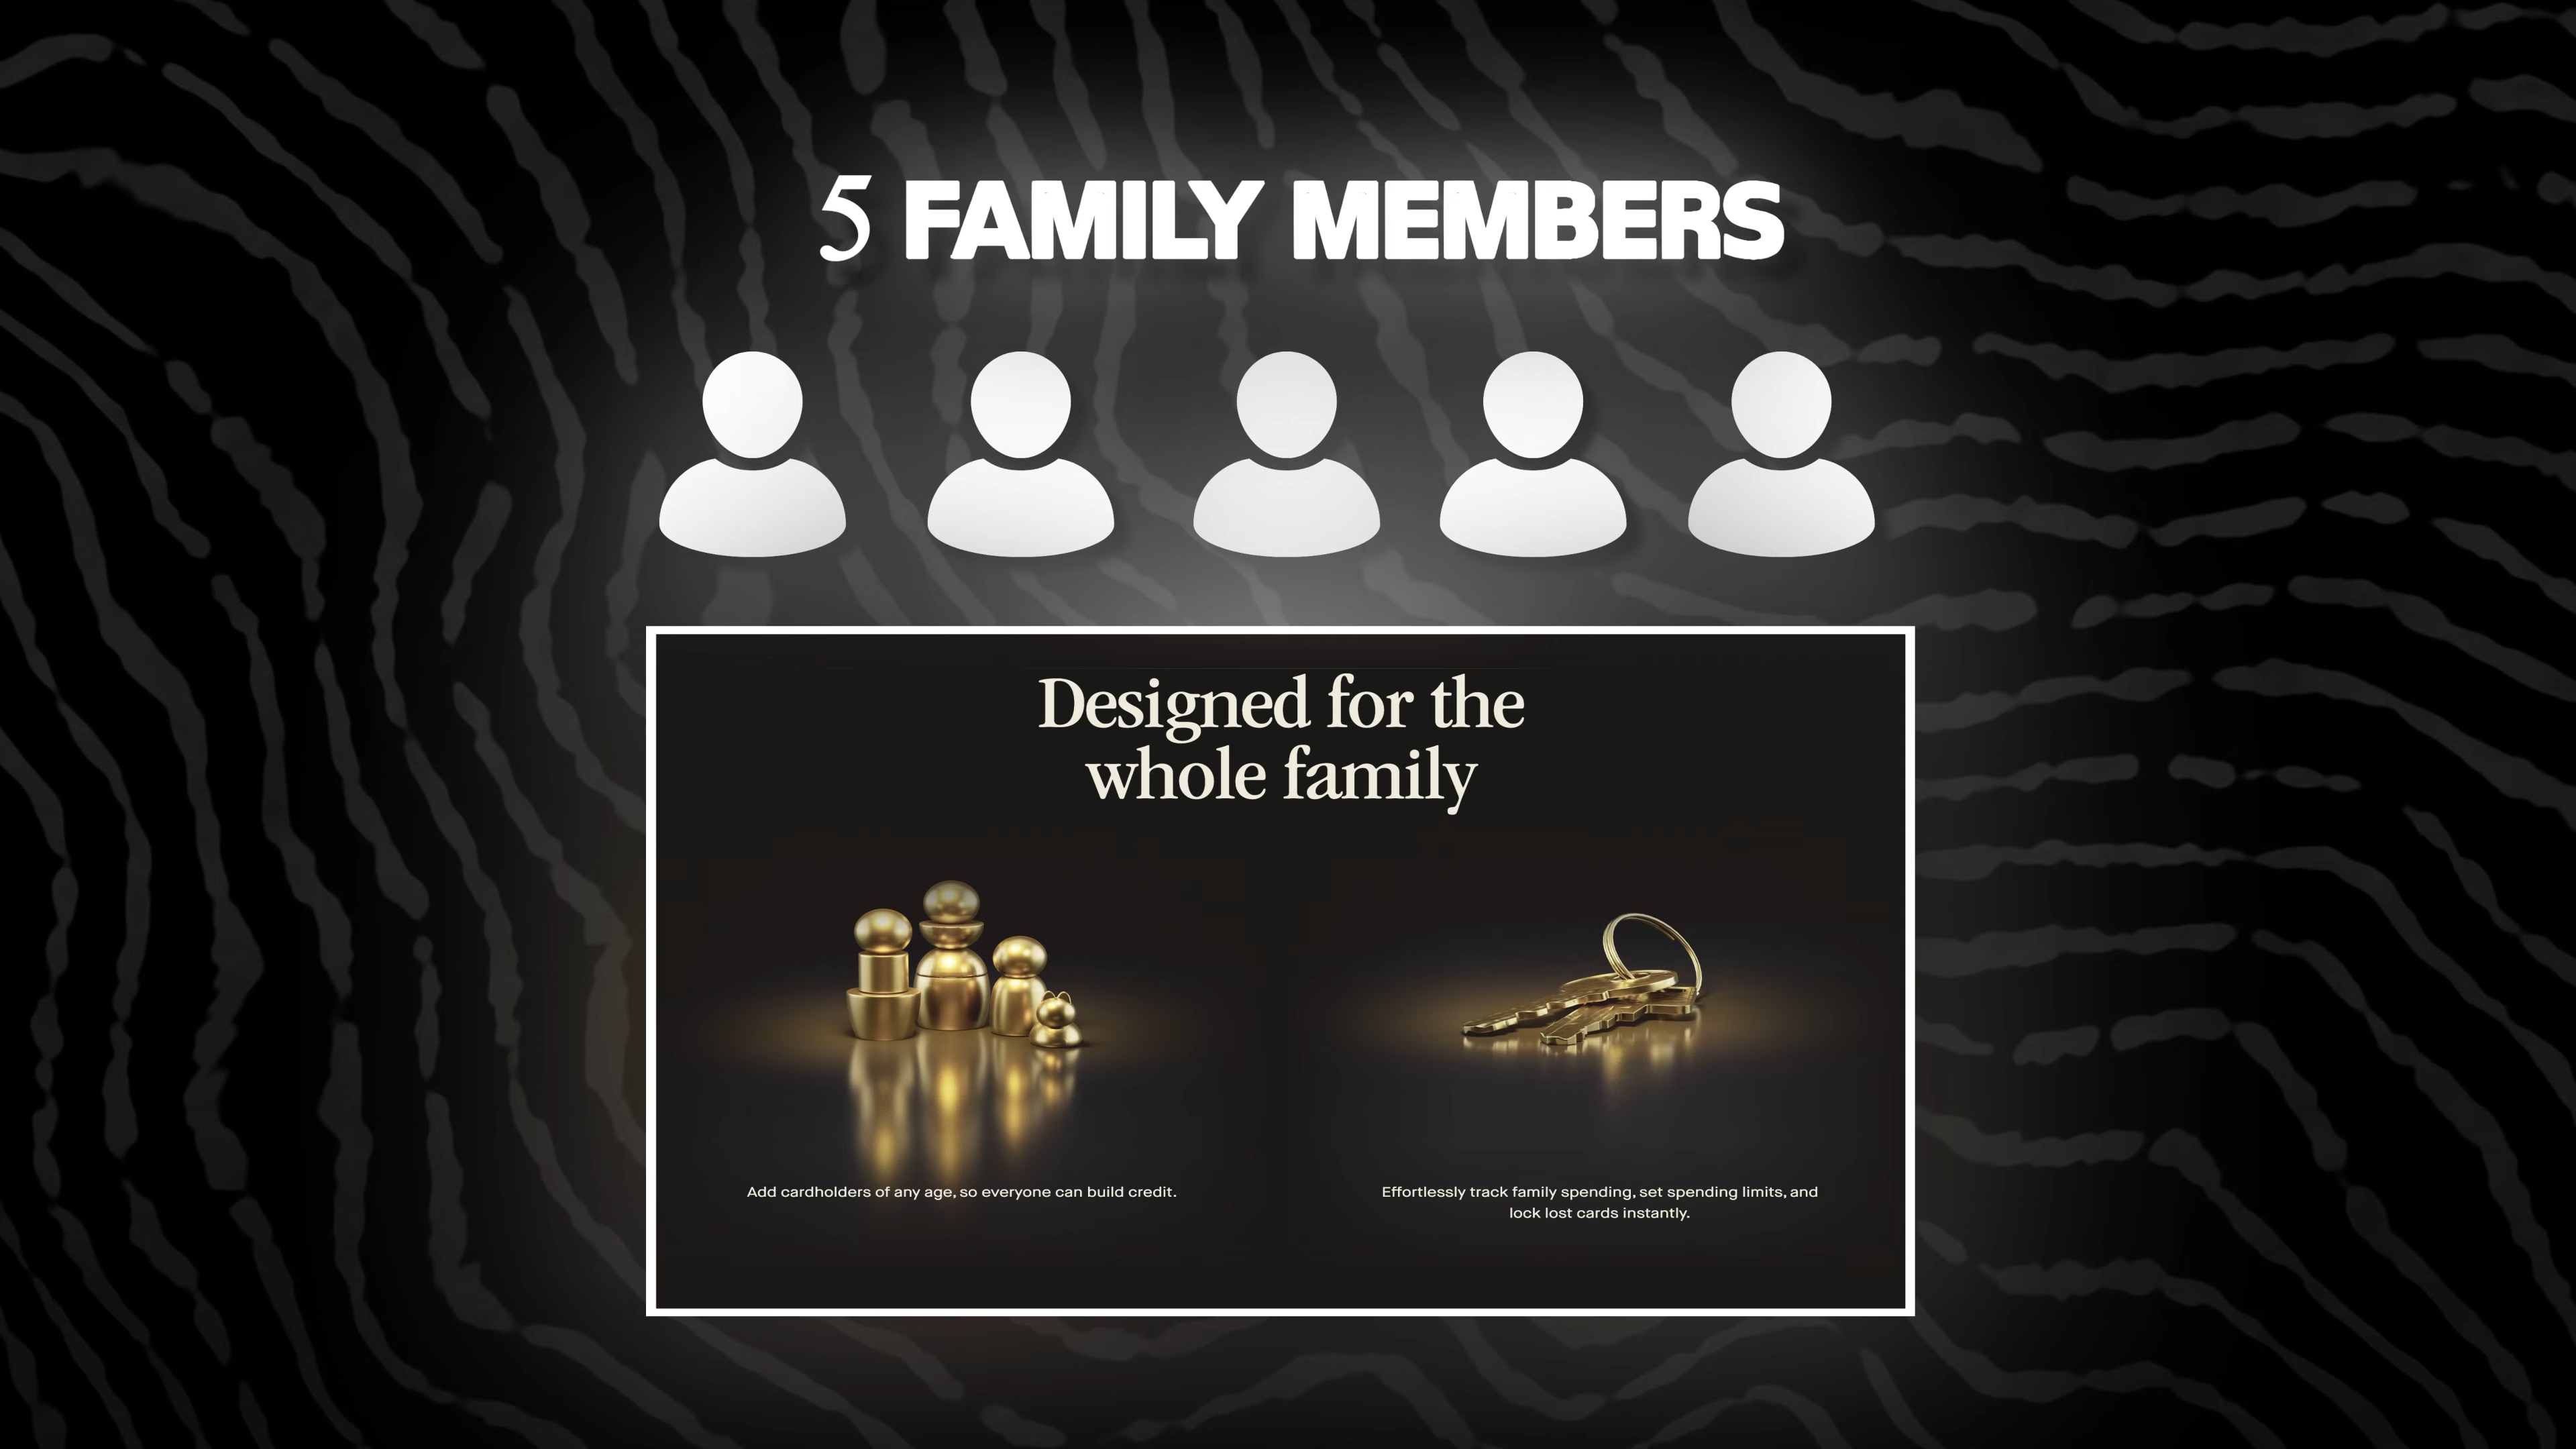 5 FAMILY MEMBERS
Designed for the
whole family
Add cardholders of any age, so everyone can build credit.
Effortlessly track family spending, set spending limits, and
lock lost cards instantly.